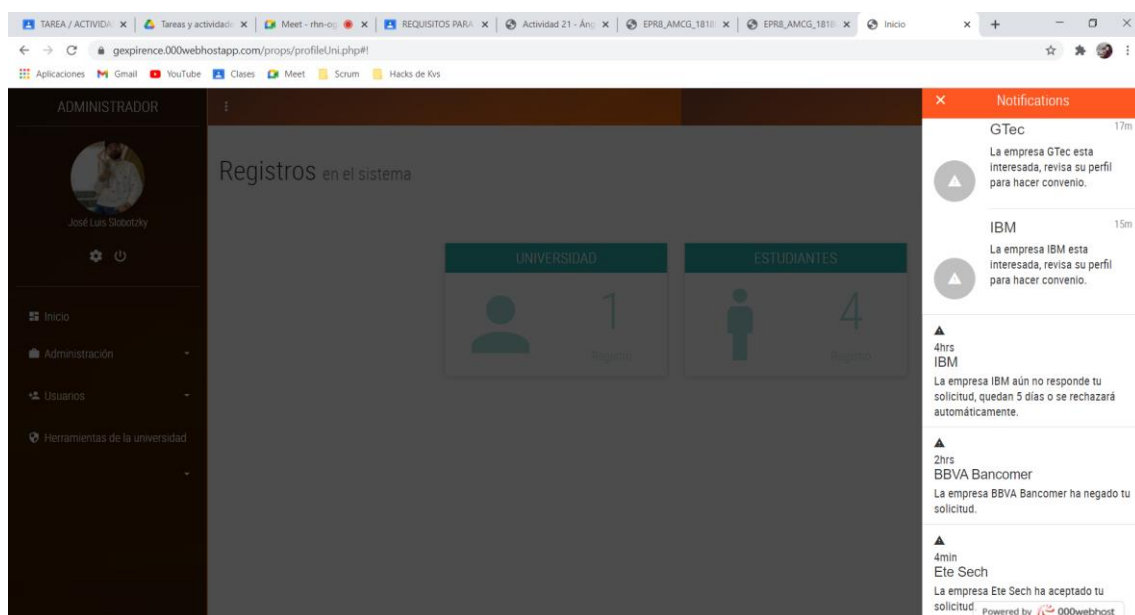 TAREA / ACTIVIDA
Tareas y actividade
Meet - rhn-og
REQUISITOS PARA
Actividad 21 - Áng
EPR8_AMCG_1818
EPR8_AMCG_1818
Inicio
gexpirence.000webhostapp.com/props/profileUni.php#!
Aplicaciones
Gmail
YouTube
Clases
Meet
Scrum
Hacks de Kvs
ADMINISTRADOR
José Luis Slobotzky
Inicio
Administración
Usuarios
Herramientas de la universidad
Registros en el sistema
UNIVERSIDAD
1
Registro
ESTUDIANTES
4
Registro
Notifications
GTec 17m
La empresa GTec esta
interesada, revisa su perfil
para hacer convenio.
IBM 15m
La empresa IBM esta
interesada, revisa su perfil
para hacer convenio.
4hrs
IBM
La empresa IBM aún no responde tu
solicitud, quedan 5 días o se rechazará
automáticamente.
2hrs
BBVA Bancomer
La empresa BBVA Bancomer ha negado tu
solicitud.
4min
Ete Sech
La empresa Ete Sech ha aceptado tu
solicitud
Powered by 000webhost